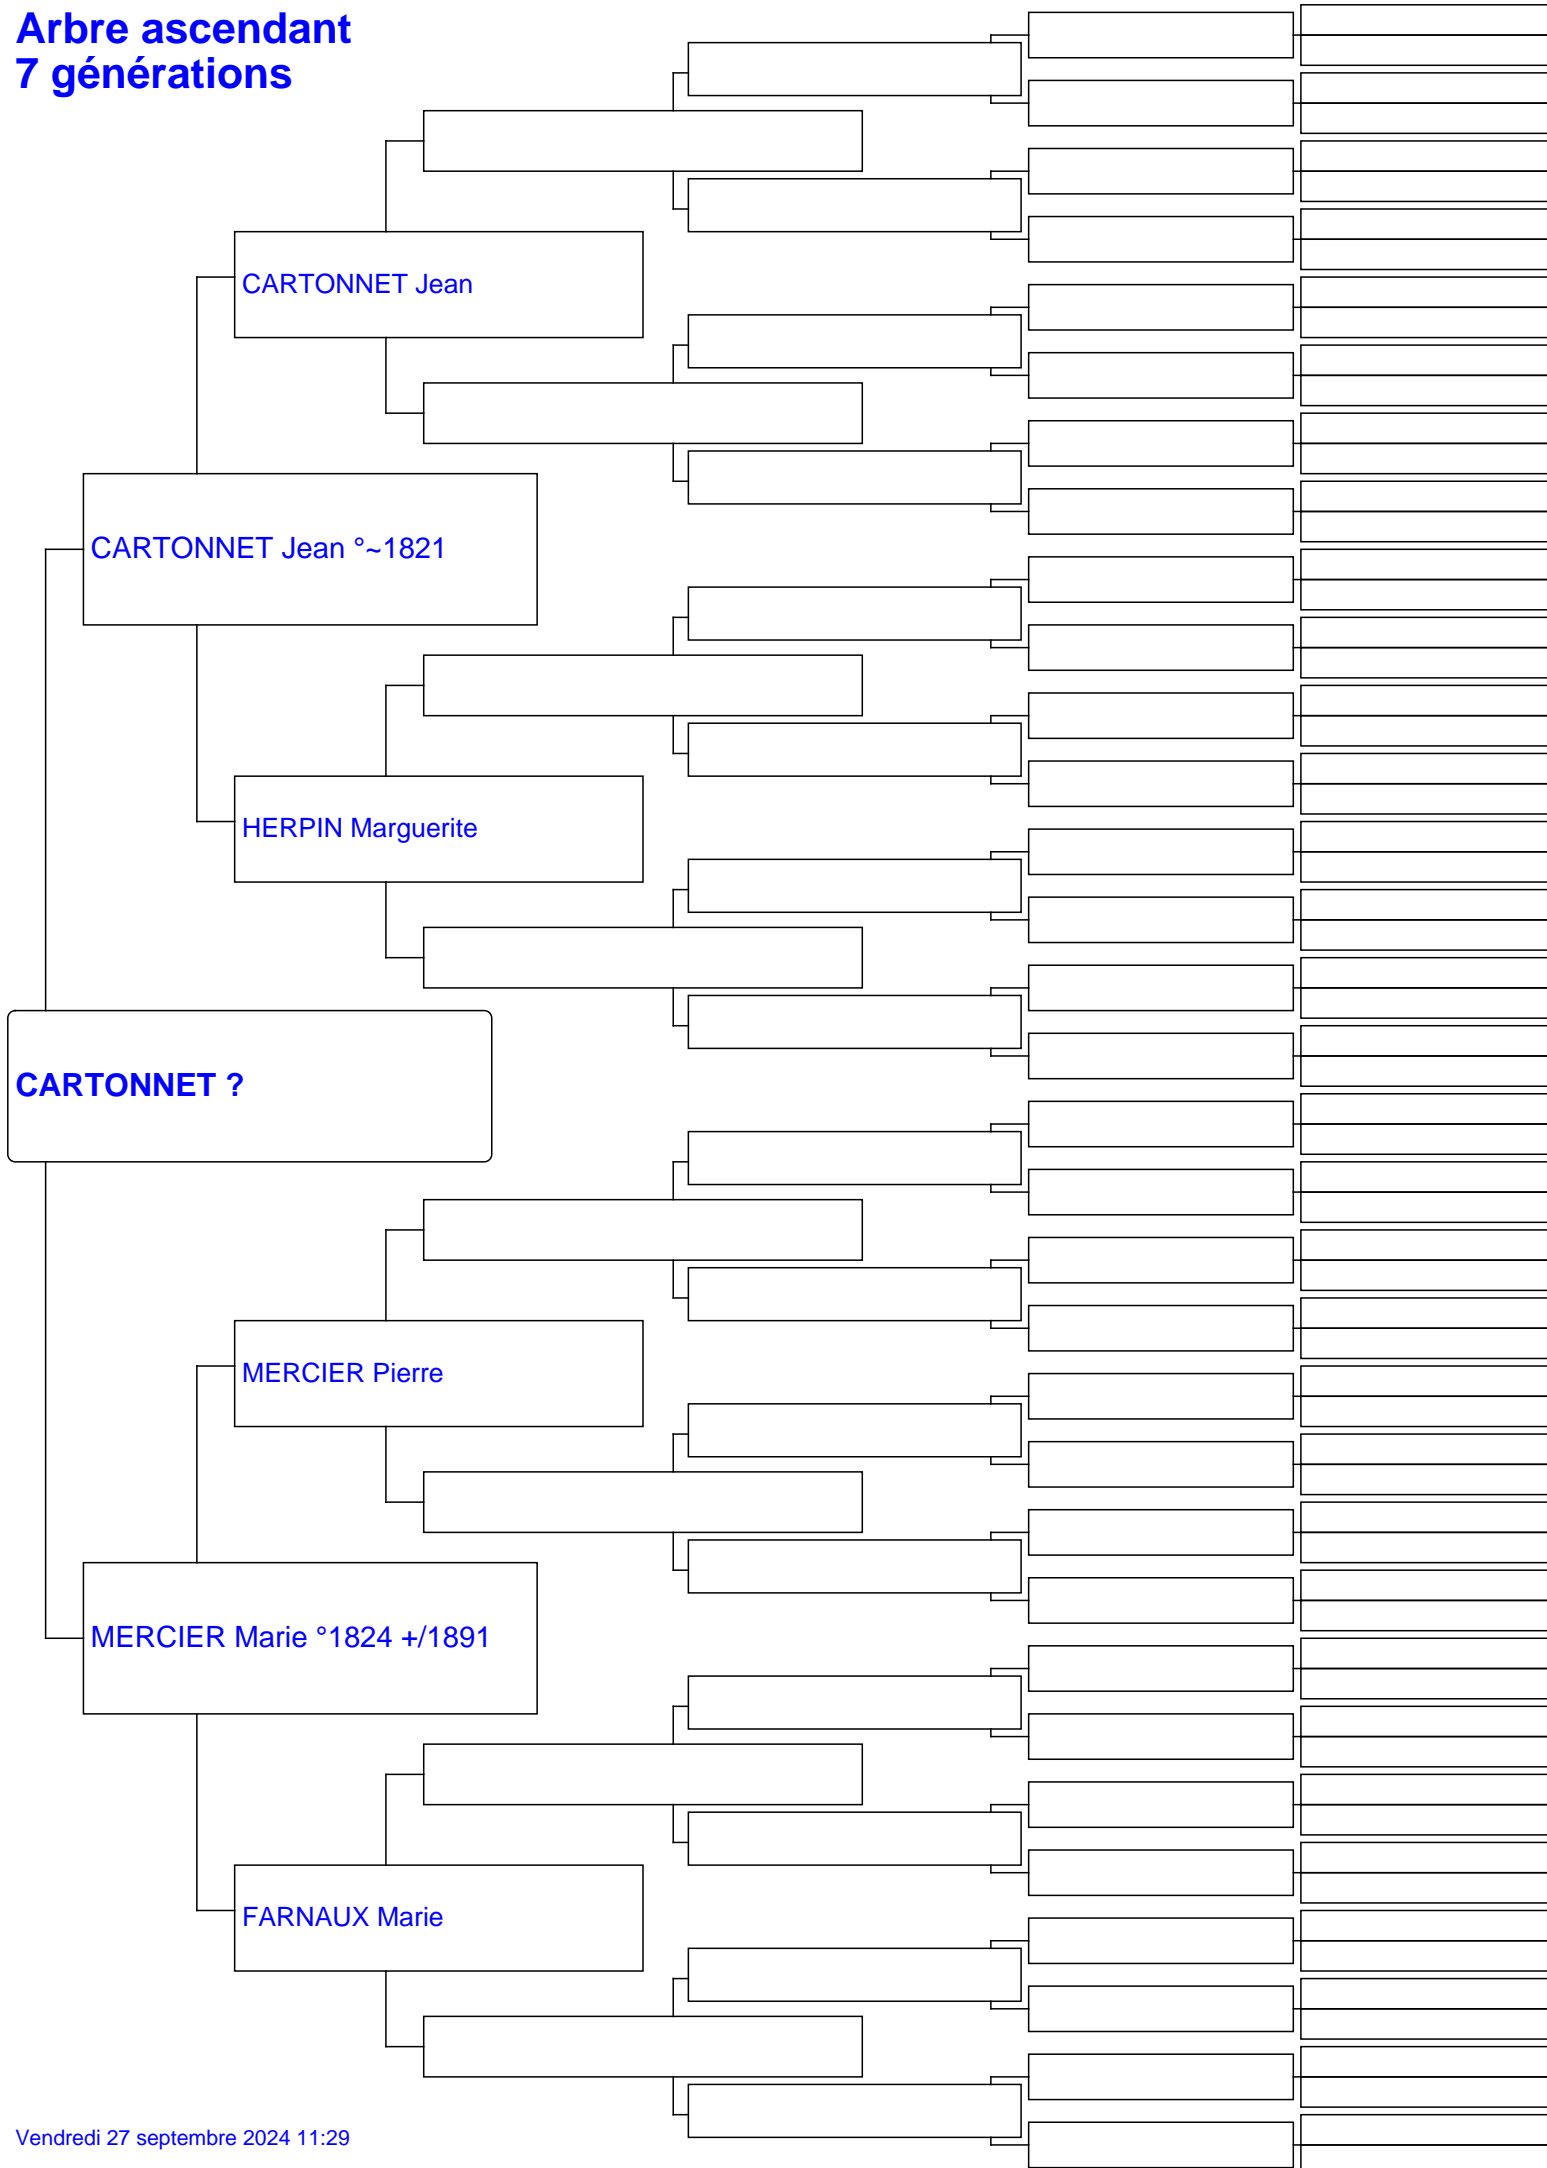 Arbre ascendant
7 générations
CARTONNET Jean
CARTONNET Jean °~1821
HERPIN Marguerite
CARTONNET ?
MERCIER Pierre
MERCIER Marie °1824 +/1891
FARNAUX Marie
Vendredi 27 septembre 2024 11:29